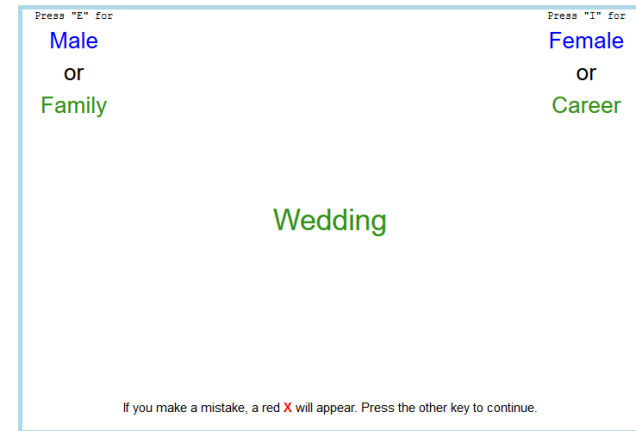 Press "E" for
Male
or
Family
Press "I" for
Female
or
Career
Wedding
If you make a mistake, a red X will appear. Press the other key to continue.